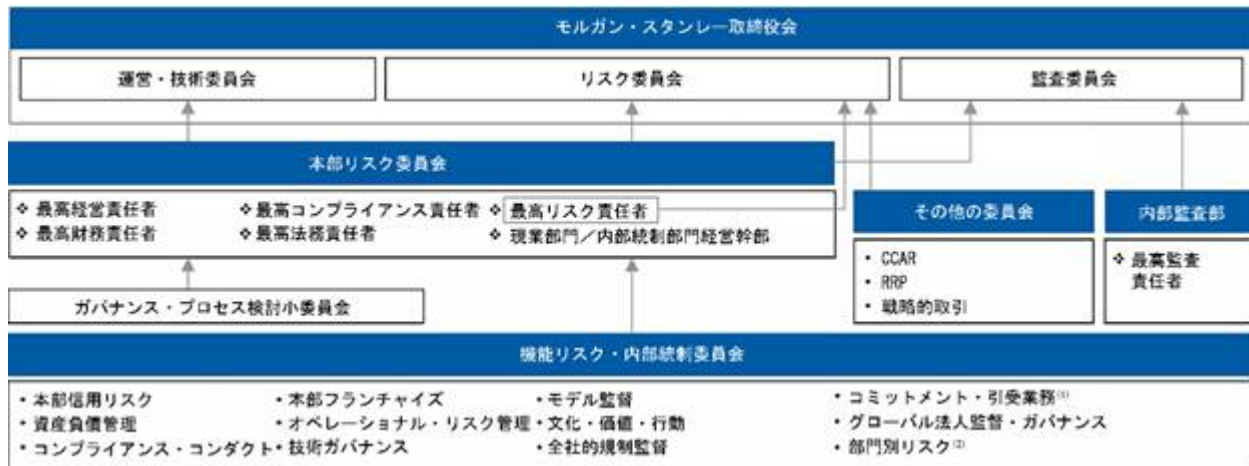 モルガン・スタンレー取締役会
運営・技術委員会
リスク委員会
監査委員会
本部リスク委員会
❖ 最高経営責任者
❖ 最高コンプライアンス責任者
❖ 最高リスク責任者
❖ 最高財務責任者
❖ 最高法務責任者
❖ 現業部門／内部統制部門経営幹部
その他の委員会
• CCAR
• RRP
• 戦略的取引
内部監査部
❖ 最高監査
責任者
ガバナンス・プロセス検討小委員会
機能リスク・内部統制委員会
• 本部信用リスク
• 本部フランチャイズ
• モデル監督
• コミットメント・引受業務⁽¹⁾
• 資産負債管理
• オペレーショナル・リスク管理
• 文化・価値・行動
• グローバル法人監督・ガバナンス
• コンプライアンス・コンダクト
• 技術ガバナンス
• 全社的規制監督
• 部門別リスク⁽²⁾